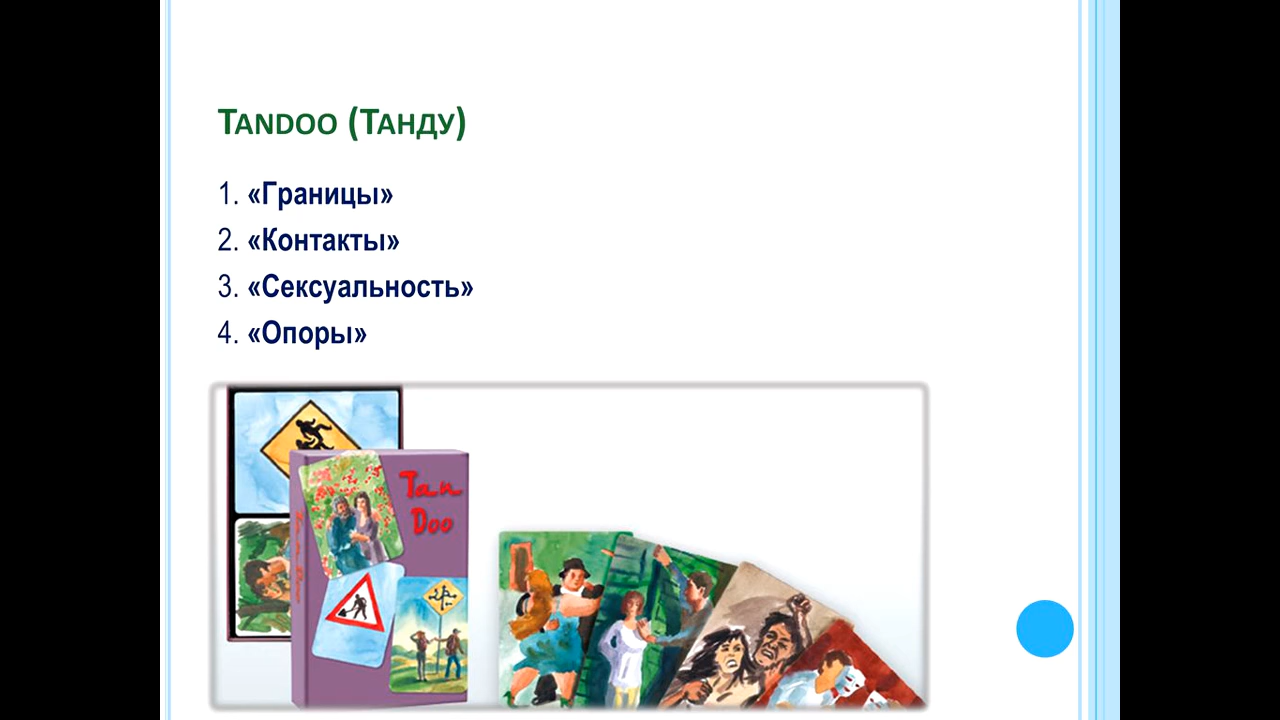 Tandoo (Танду)
1. «Границы»
2. «Контакты»
3. «Сексуальность»
4. «Опоры»
Tan
Doo